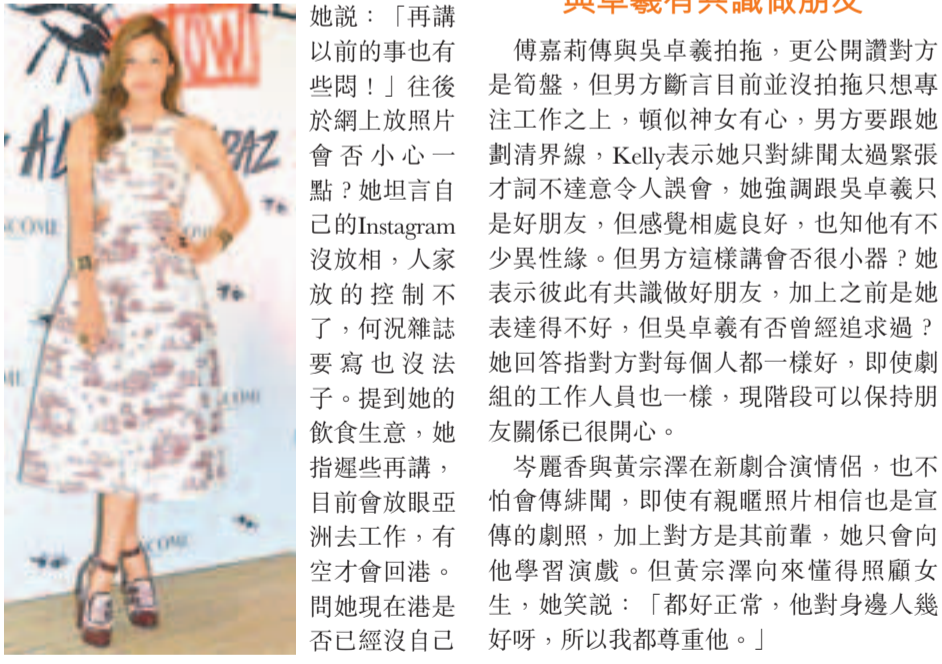 OW!
AL
PAZ
COME
她說：「再講
以前的事也有
些悶！」往後
於網上放照片
會否小心一
點？她坦言自
己的Instagram
沒放相，人家
放的控制不
了，何況雜誌
要寫也沒法
子。提到她的
飲食生意，她
指遲些再講，
目前會放眼亞
洲去工作，有
空才會回港。
問她現在港是
否已經沒自己
與卓羲有共識做朋友
傅嘉莉傳與吳卓羲拍拖，更公開讚對方
是筍盤，但男方斷言目前並沒拍拖只想專
注工作之上，頓似神女有心，男方要跟她
劃清界線，Kelly表示她只對緋聞太過緊張
才詞不達意令人誤會，她強調跟吳卓羲只
是好朋友，但感覺相處良好，也知他有不
少異性緣。但男方這樣講會否很小器？她
表示彼此有共識做好朋友，加上之前是她
表達得不好，但吳卓羲有否曾經追求過？
她回答指對方對每個人都一樣好，即使劇
組的工作人員也一樣，現階段可以保持朋
友關係已很開心。
岑麗香與黃宗澤在新劇合演情侶，也不
怕會傳緋聞，即使有親暱照片相信也是宣
傳的劇照，加上對方是其前輩，她只會向
他學習演戲。但黃宗澤向來懂得照顧女
生，她笑說：「都好正常，他對身邊人幾
好呀，所以我都尊重他。」